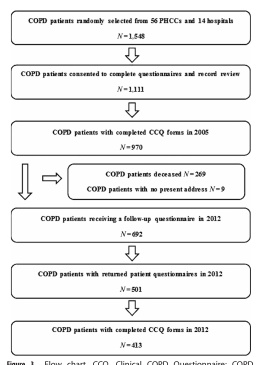 COPD patients randomly selected from 56 PHCCs and 14 hospitals
N = 1,548
COPD patients consented to complete questionnaires and record review
N = 1,111
COPD patients with completed CCQ forms in 2005
N = 970
COPD patients deceased N = 269
COPD patients with no present address N = 9
COPD patients receiving a follow-up questionnaire in 2012
N = 692
COPD patients with returned patient questionnaires in 2012
N = 501
COPD patients with completed CCQ forms in 2012
N = 413
Flow chart. CCQ, Clinical COPD Questionnaire; COPD,